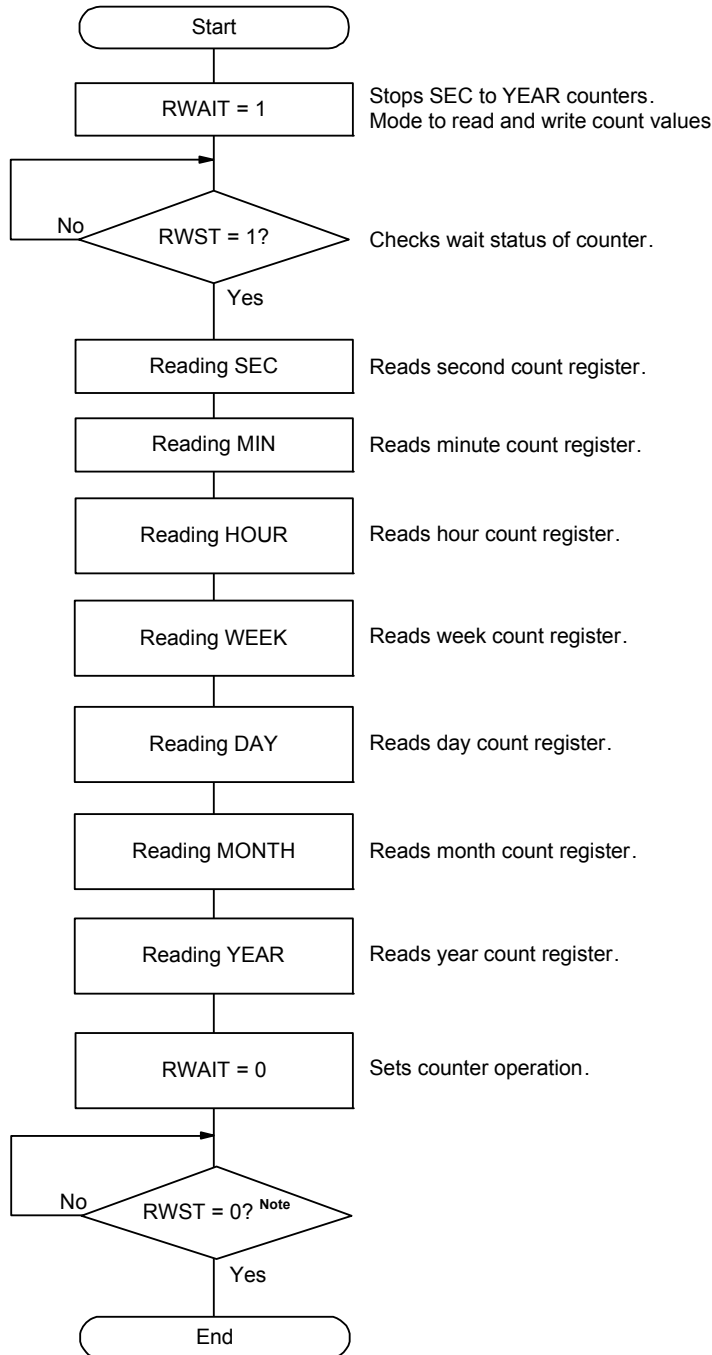 Start
RWAIT = 1
Stops SEC to YEAR counters.
Mode to read and write count values
No
RWST = 1?
Checks wait status of counter.
Yes
Reading SEC
Reads second count register.
Reading MIN
Reads minute count register.
Reading HOUR
Reads hour count register.
Reading WEEK
Reads week count register.
Reading DAY
Reads day count register.
Reading MONTH
Reads month count register.
Reading YEAR
Reads year count register.
RWAIT = 0
Sets counter operation.
No
RWST = 0? Note
Yes
End